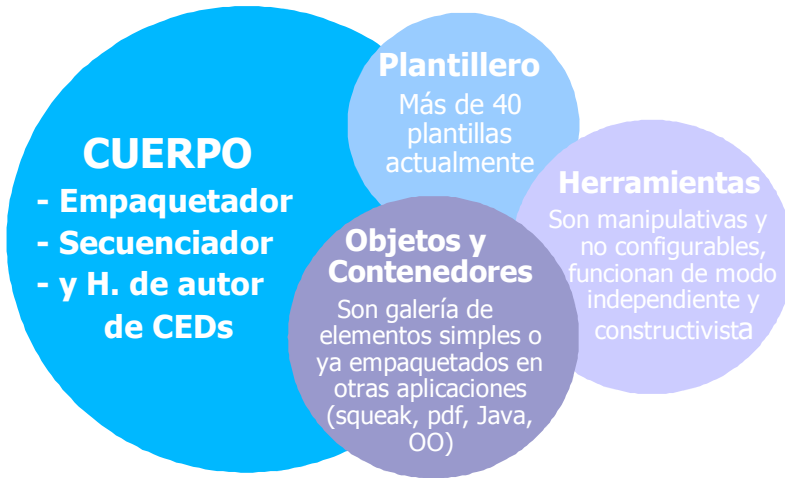 CUERPO
- Empaquetador
- Secuenciador
- y H. de autor
de CEDs
Plantillero
Más de 40
plantillas
actualmente
Objetos y
Contenedores
Son galería de
elementos simples o
ya empaquetados en
otras aplicaciones
(squeak, pdf, Java,
OO)
Herramientas
Son manipulativas y
no configurables,
funcionan de modo
independiente y
constructivista